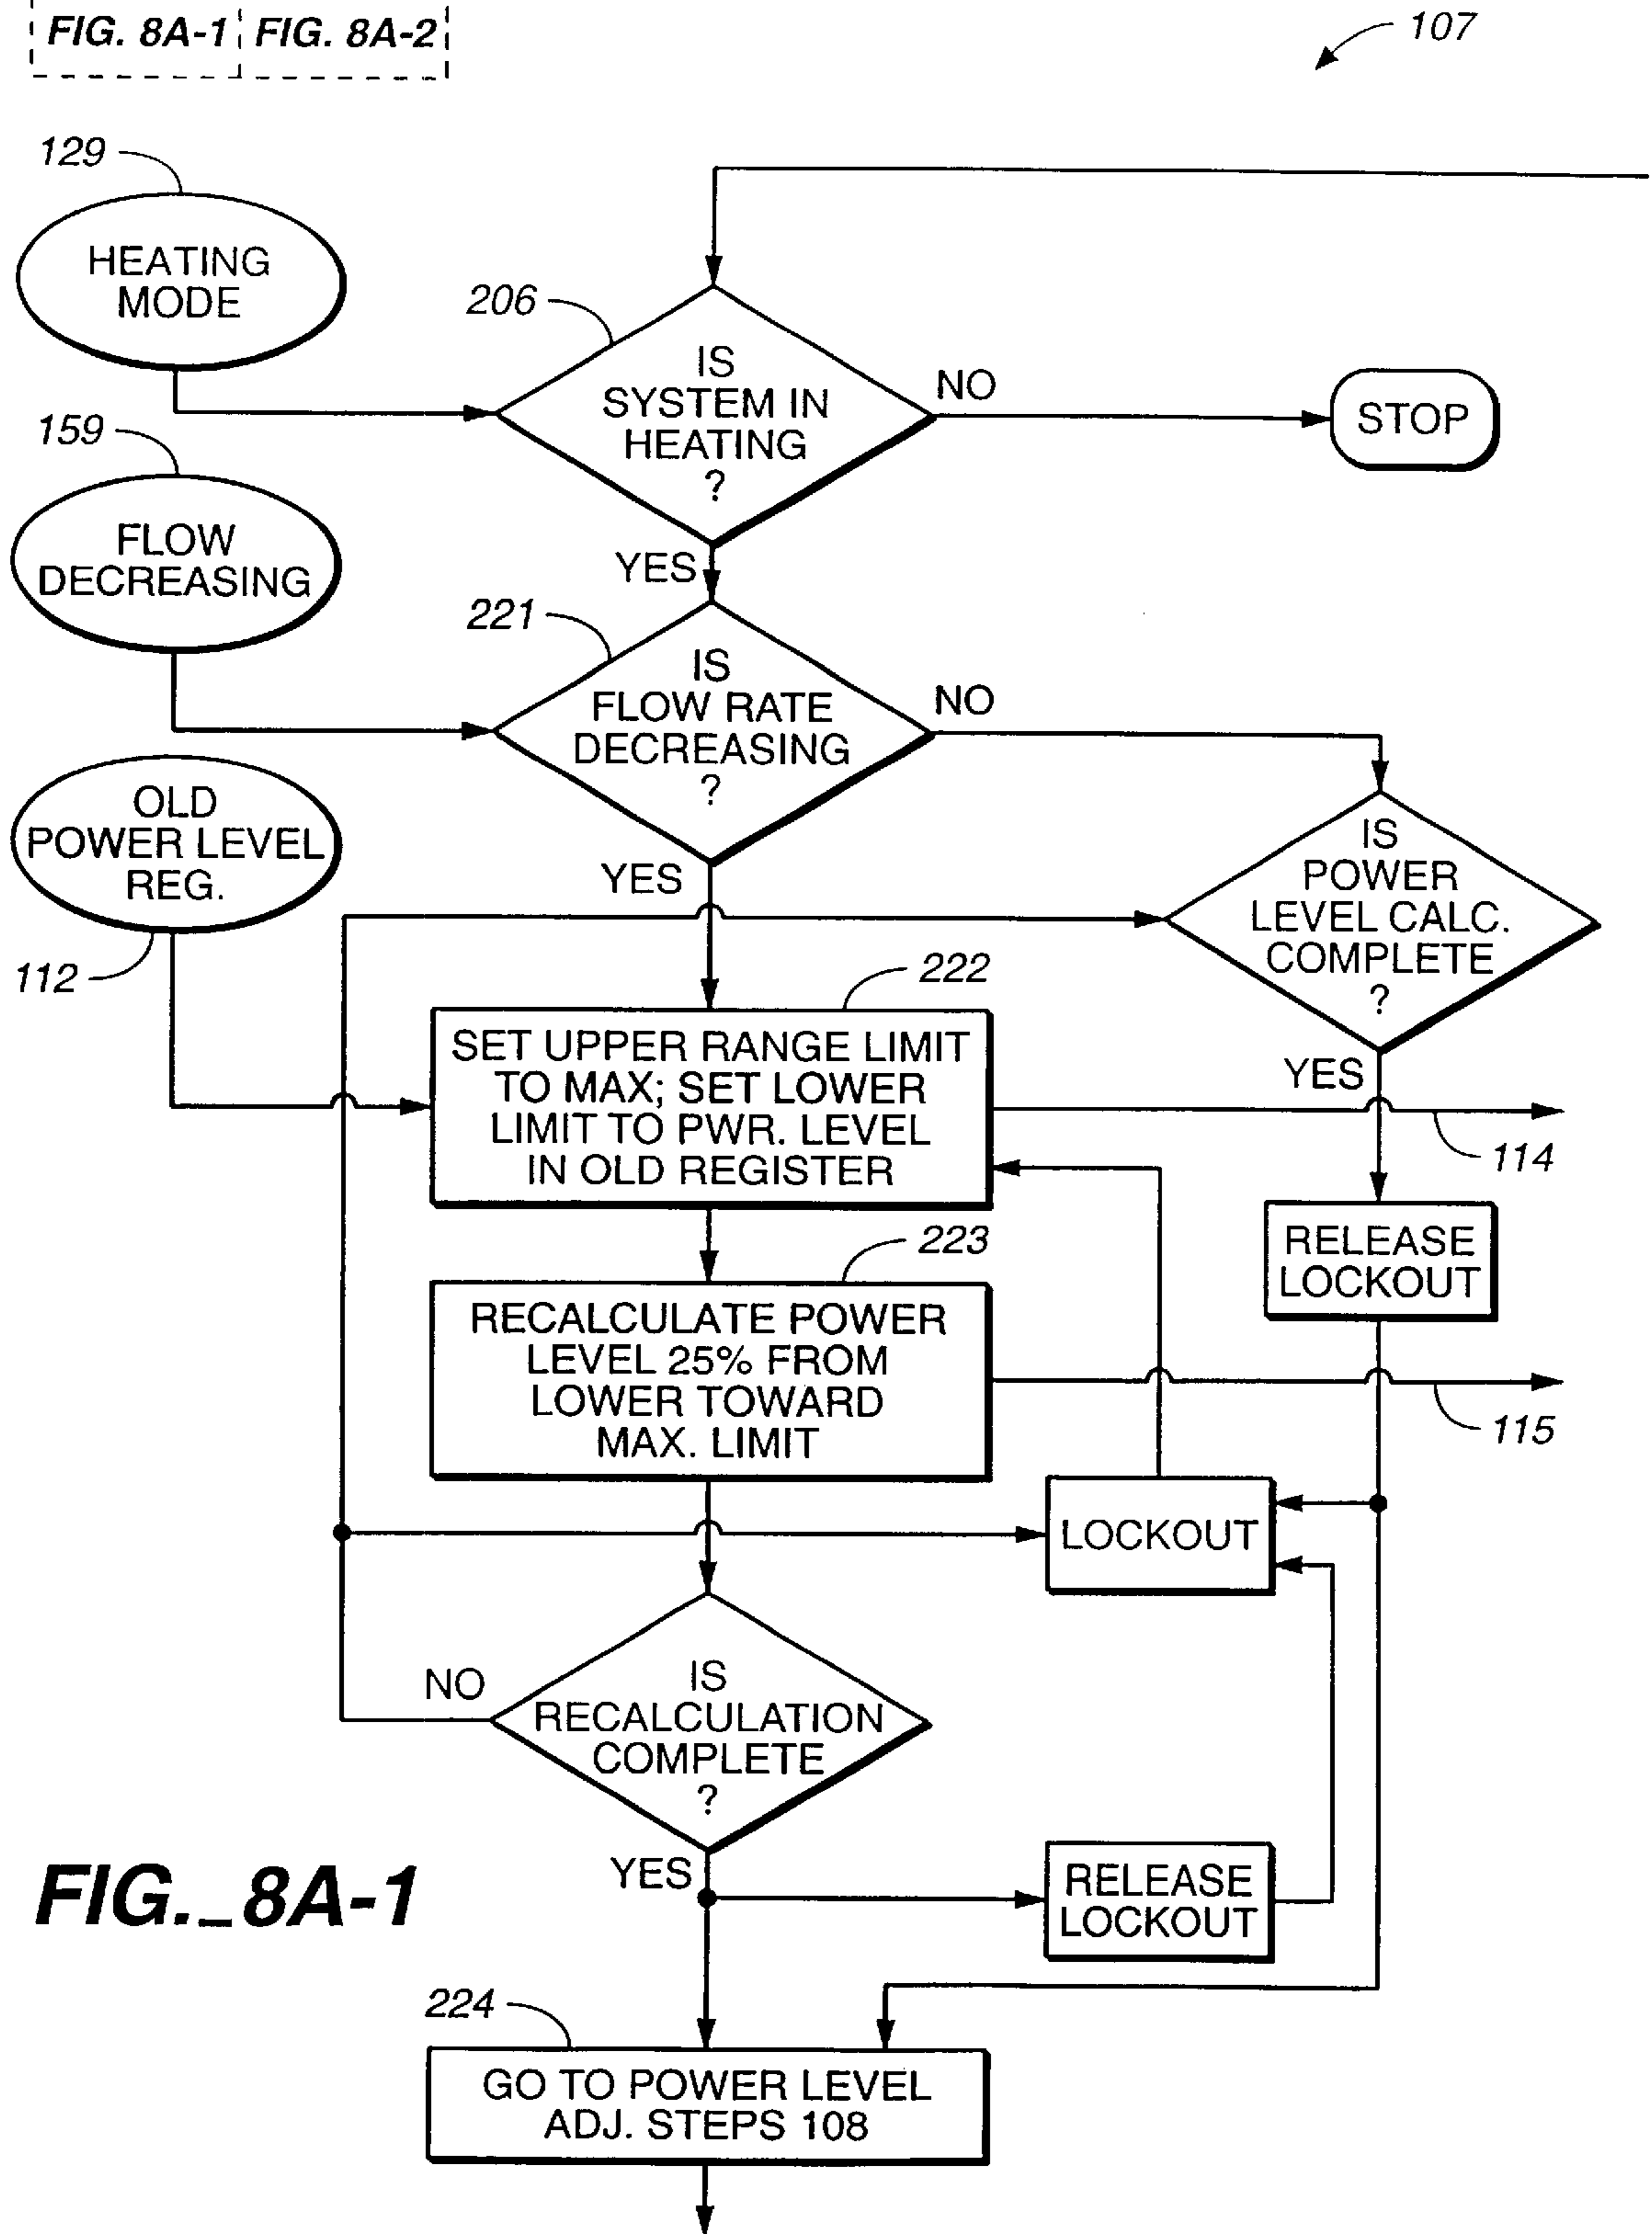 FIG. 8A-1 FIG. 8A-2
107
129
HEATING
MODE
206
IS
SYSTEM IN
HEATING
?
NO
STOP
YES
159
FLOW
DECREASING
221
IS
FLOW RATE
DECREASING
?
NO
YES
OLD
POWER LEVEL
REG.
112
IS
POWER
LEVEL CALC.
COMPLETE
?
YES
222
SET UPPER RANGE LIMIT
TO MAX; SET LOWER
LIMIT TO PWR. LEVEL
IN OLD REGISTER
114
RELEASE
LOCKOUT
223
RECALCULATE POWER
LEVEL 25% FROM
LOWER TOWARD
MAX. LIMIT
115
LOCKOUT
NO
IS
RECALCULATION
COMPLETE
?
YES
RELEASE
LOCKOUT
FIG._8A-1
224
GO TO POWER LEVEL
ADJ. STEPS 108